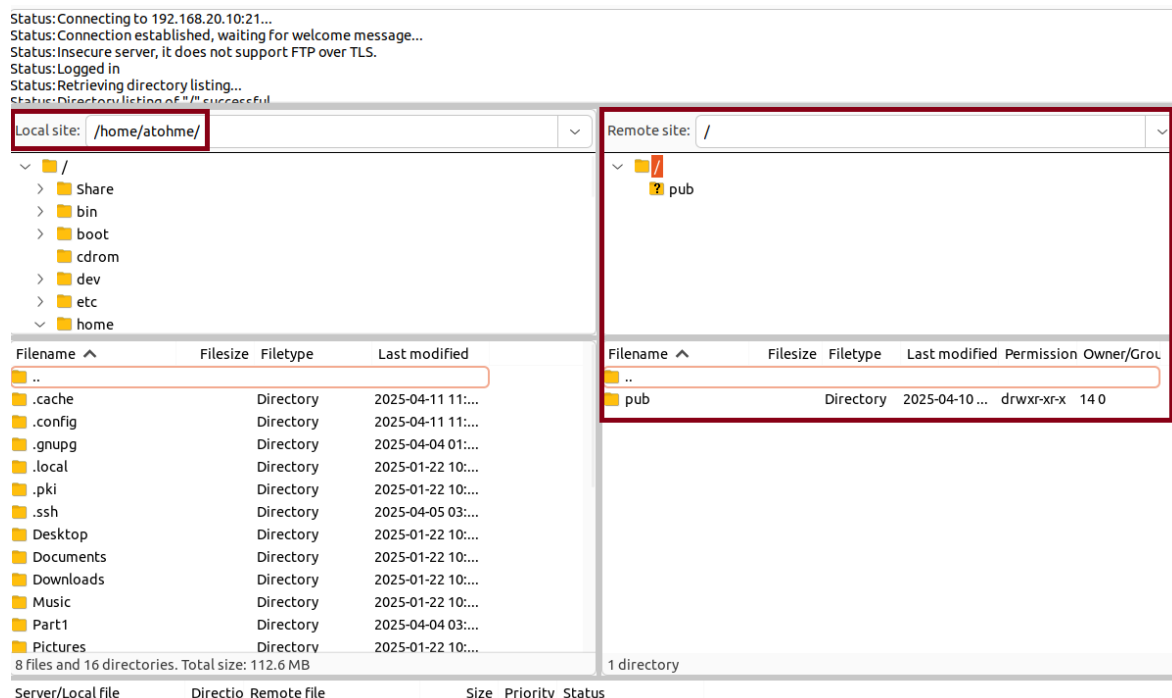 Status:Connecting to 192.168.20.10:21...
Status:Connection established, waiting for welcome message...
Status:Insecure server, it does not support FTP over TLS.
Status:Logged in
Status:Retrieving directory listing...
Status:Directory listing of "/" successful
Local site: /home/atohme/
/
Share
bin
boot
cdrom
dev
etc
home
Filename Filesize Filetype Last modified
..
.cache Directory 2025-04-11 11:...
.config Directory 2025-04-11 11:...
.gnupg Directory 2025-04-04 01:...
.local Directory 2025-01-22 10:...
.pki Directory 2025-01-22 10:...
.ssh Directory 2025-04-05 03:...
Desktop Directory 2025-01-22 10:...
Documents Directory 2025-01-22 10:...
Downloads Directory 2025-01-22 10:...
Music Directory 2025-01-22 10:...
Part1 Directory 2025-04-04 03:...
Pictures Directory 2025-01-22 10:...
8 files and 16 directories. Total size: 112.6 MB
Remote site: /
/
? pub
Filename Filesize Filetype Last modified Permission Owner/Grou
..
pub Directory 2025-04-10 ... drwxr-xr-x 14 0
1 directory
Server/Local file Directio Remote file Size Priority Status